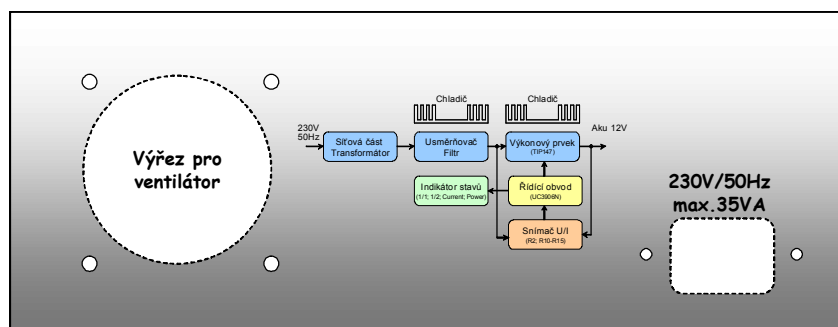 Výřez pro
ventilátor
Chladič
Chladič
230V
50Hz
Aku 12V
Síťová část
Transformátor
Usměrňovač
Filtr
Výkonový prvek
(TIP147)
Indikátor stavů
(1/1; 1/2; Current; Power)
Řídící obvod
(UC3906N)
Snímač U/I
(R2; R10-R15)
230V/50Hz
max.35VA